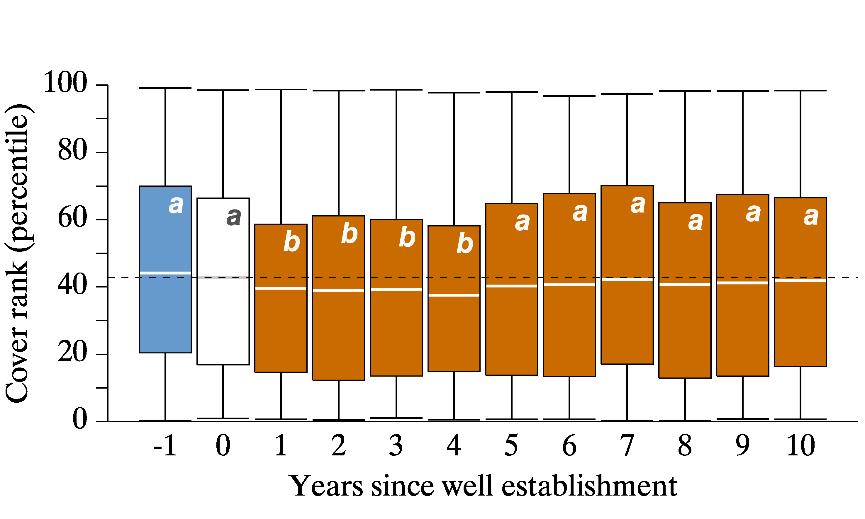 Cover rank (percentile)
100
80
60
40
20
0
a a b b b b a a a a a a
-1 0 1 2 3 4 5 6 7 8 9 10
Years since well establishment